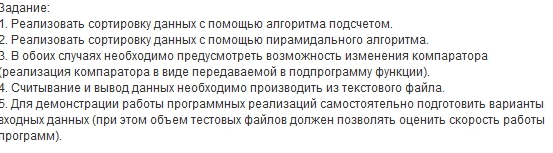 Задание:
1. Реализовать сортировку данных с помощью алгоритма подсчетом.
2. Реализовать сортировку данных с помощью пирамидального алгоритма.
3. В обоих случаях необходимо предусмотреть возможность изменения компаратора
(реализация компаратора в виде передаваемой в подпрограмму функции).
4. Считывание и вывод данных необходимо производить из текстового файла.
5. Для демонстрации работы программных реализаций самостоятельно подготовить варианты
входных данных (при этом объем тестовых файлов должен позволять оценить скорость работы
программ).